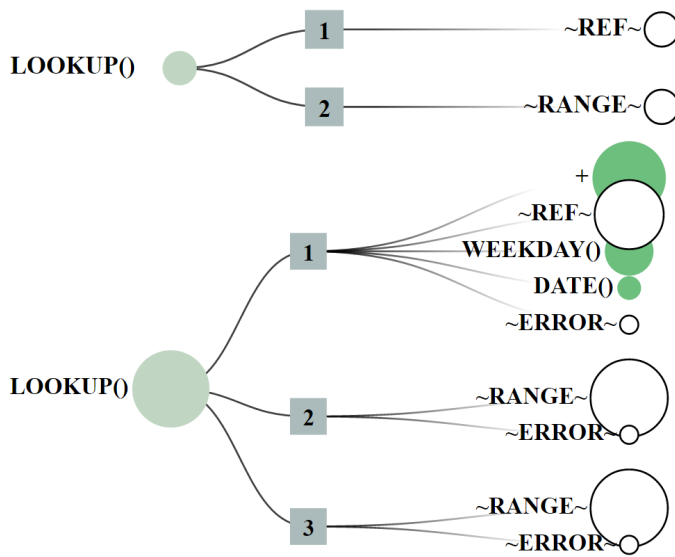 1
~REF~
LOOKUP()
2
~RANGE~
+
~REF~
1
WEEKDAY()
DATE()
~ERROR~
LOOKUP()
~RANGE~
2
~ERROR~
~RANGE~
3
~ERROR~